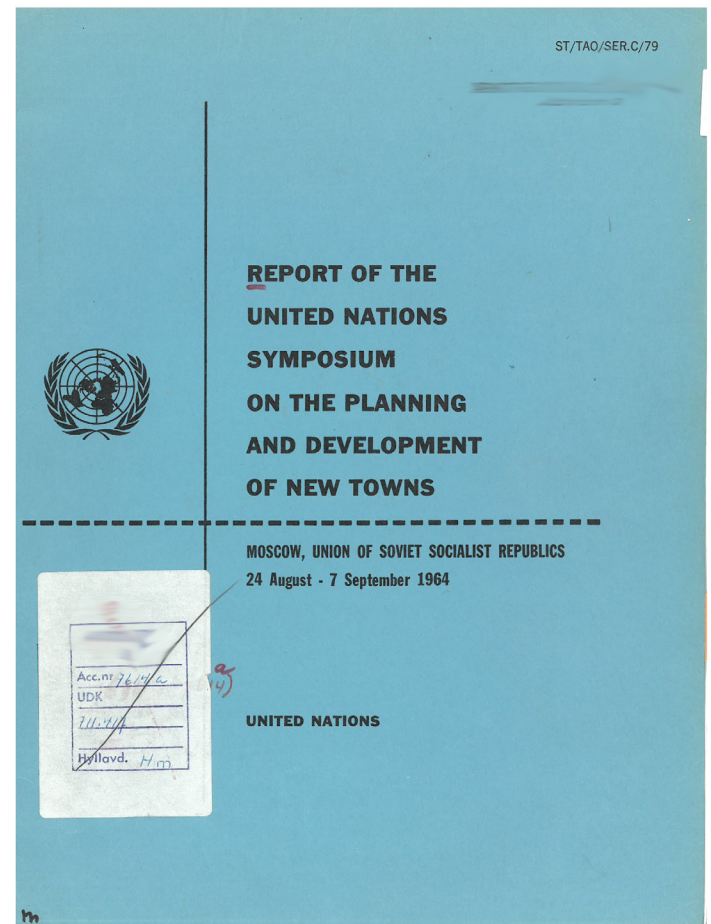 ST/TAO/SER.C/79
REPORT OF THE
UNITED NATIONS
SYMPOSIUM
ON THE PLANNING
AND DEVELOPMENT
OF NEW TOWNS
MOSCOW, UNION OF SOVIET SOCIALIST REPUBLICS
24 August - 7 September 1964
Acc.nr
UDK
Hyllavd. Hm
a
UNITED NATIONS
m